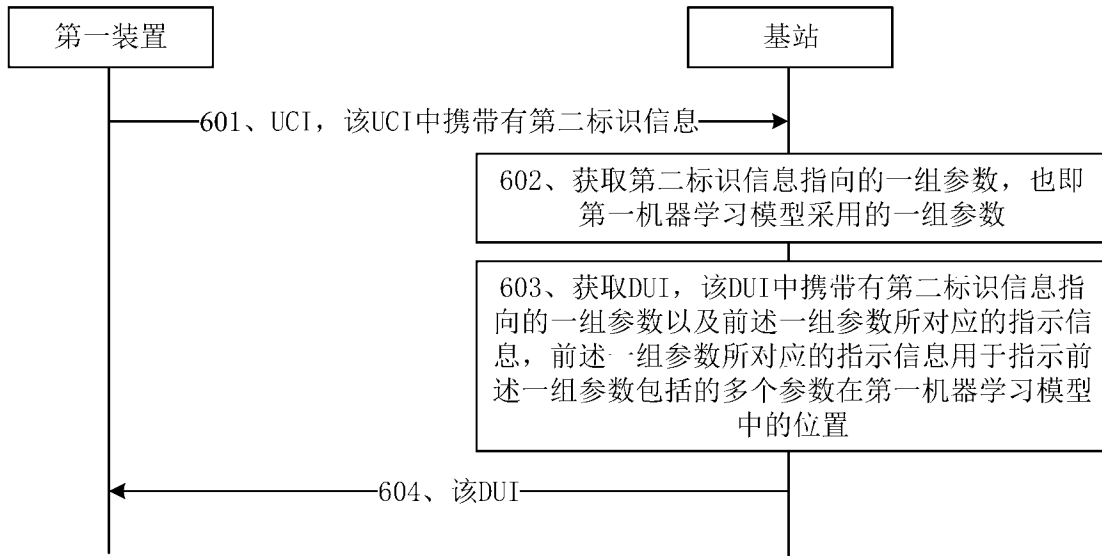 第一装置
基站
601、UCI，该UCI中携带有第二标识信息
602、获取第二标识信息指向的一组参数，也即
第一机器学习模型采用的一组参数
603、获取DUI，该DUI中携带有第二标识信息指
向的一组参数以及前述一组参数所对应的指示信
息，前述一组参数所对应的指示信息用于指示前
述一组参数包括的多个参数在第一机器学习模型
中的位置
604、该DUI